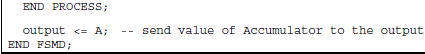 END PROCESS;
output <= A; -- send value of Accumulator to the output
END FSMD;